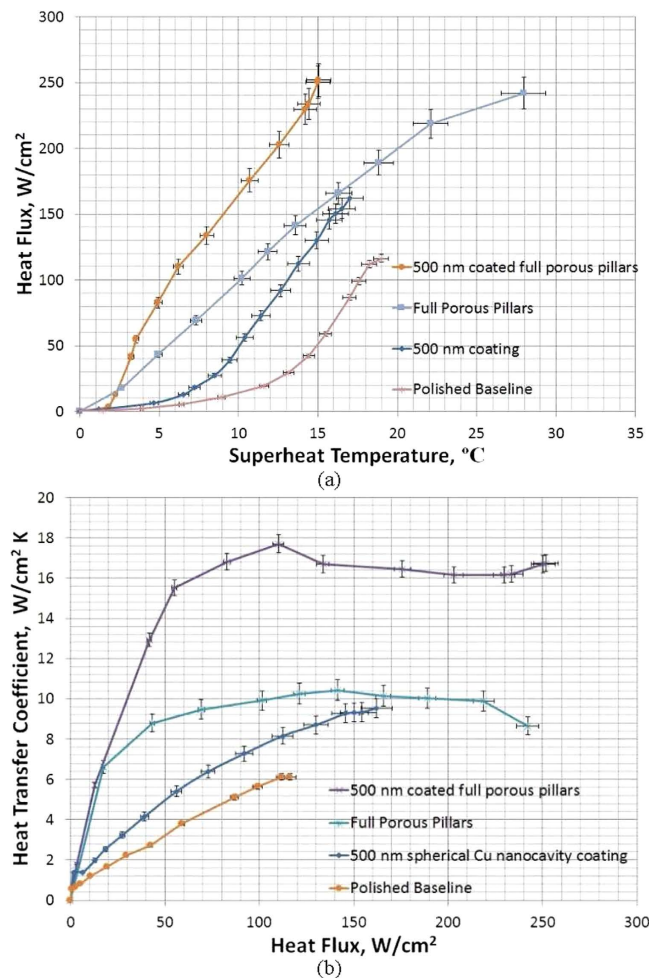 300
250
200
150
100
50
0
Heat Flux, W/cm²
500 nm coated full porous pillars
Full Porous Pillars
500 nm coating
Polished Baseline
0 5 10 15 20 25 30 35
Superheat Temperature, ºC
(a)
20
18
16
14
12
10
8
6
4
2
0
Heat Transfer Coefficient, W/cm² K
500 nm coated full porous pillars
Full Porous Pillars
500 nm spherical Cu nanocavity coating
Polished Baseline
0 50 100 150 200 250 300
Heat Flux, W/cm²
(b)